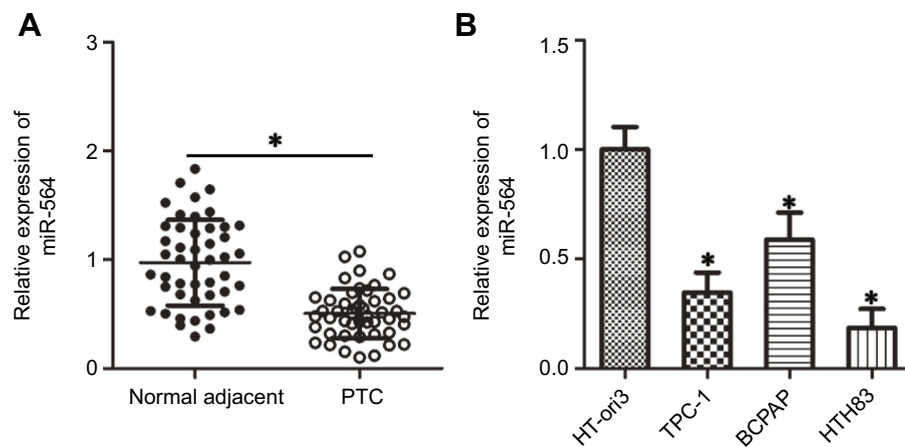 A
Relative expression of
miR-564
3
2
1
0
*
Normal adjacent
PTC
B
Relative expression of
miR-564
1.5
1.0
0.5
0.0
*
*
*
HT-ori3
TPC-1
BCPAP
HTH83